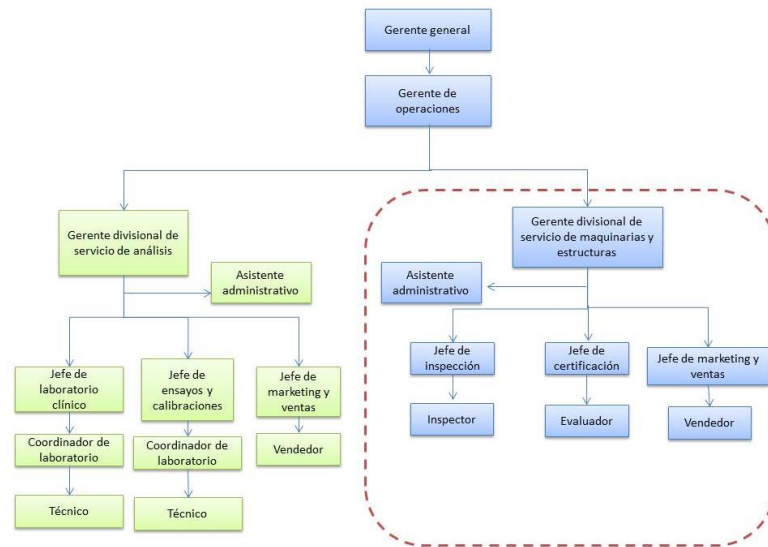 Gerente general
Gerente de
operaciones
Gerente divisional de
servicio de análisis
Asistente
administrativo
Jefe de
laboratorio
clínico
Jefe de
ensayos y
calibraciones
Jefe de
marketing y
ventas
Coordinador de
laboratorio
Coordinador de
laboratorio
Vendedor
Técnico
Técnico
Gerente divisional de
servicio de maquinarias y
estructuras
Asistente
administrativo
Jefe de
inspección
Jefe de
certificación
Jefe de marketing y
ventas
Inspector
Evaluador
Vendedor